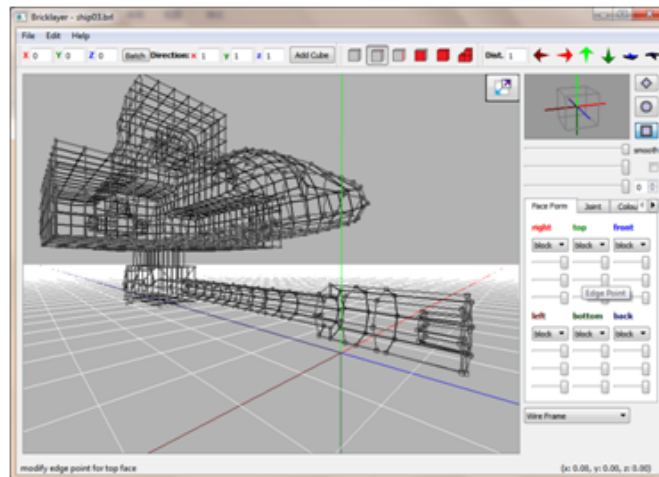 Bricklayer - ship03.brl
File Edit Help
X 0 Y 0 Z 0 Batch Direction: x 1 y 1 z 1 Add Cube Dist. 1
smooth
0
Face Form Joint Colou
right top front
block block block
Edge Point
left bottom back
block block block
Wire Frame
modify edge point for top face (x: 0.00, y: 0.00, z: 0.00)